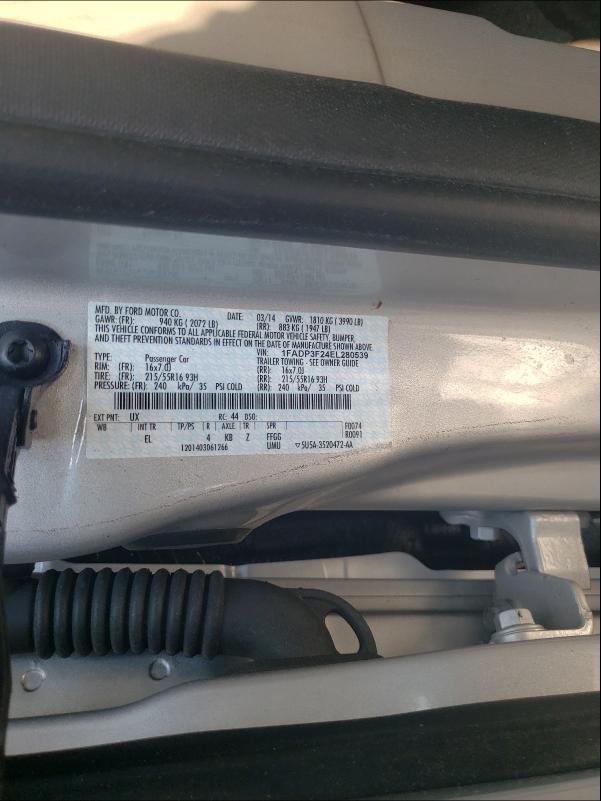 MFD. BY FORD MOTOR CO.
DATE: 03/14 GVWR: 1810 KG ( 3990 LB)
GAWR: (FR): 940 KG ( 2072 LB) (RR): 883 KG ( 1947 LB)
THIS VEHICLE CONFORMS TO ALL APPLICABLE FEDERAL MOTOR VEHICLE SAFETY, BUMPER,
AND THEFT PREVENTION STANDARDS IN EFFECT ON THE DATE OF MANUFACTURE SHOWN ABOVE.
VIN: 1FADP3F24EL280539
TYPE: Passenger Car TRAILER TOWING - SEE OWNER GUIDE
RIM: (FR): 16x7.0J (RR): 16x7.0J
TIRE: (FR): 215/55R16 93H (RR): 215/55R16 93H
PRESSURE: (FR): 240 kPa/ 35 PSI COLD (RR): 240 kPa/ 35 PSI COLD
EXT PNT: UX RC: 44 DSO:
WB INT TR TP/PS R AXLE TR SPR F0074
EL 4 KB Z FFGG R0091
1201403061266 UMU ▽5U5A-3520472-AA